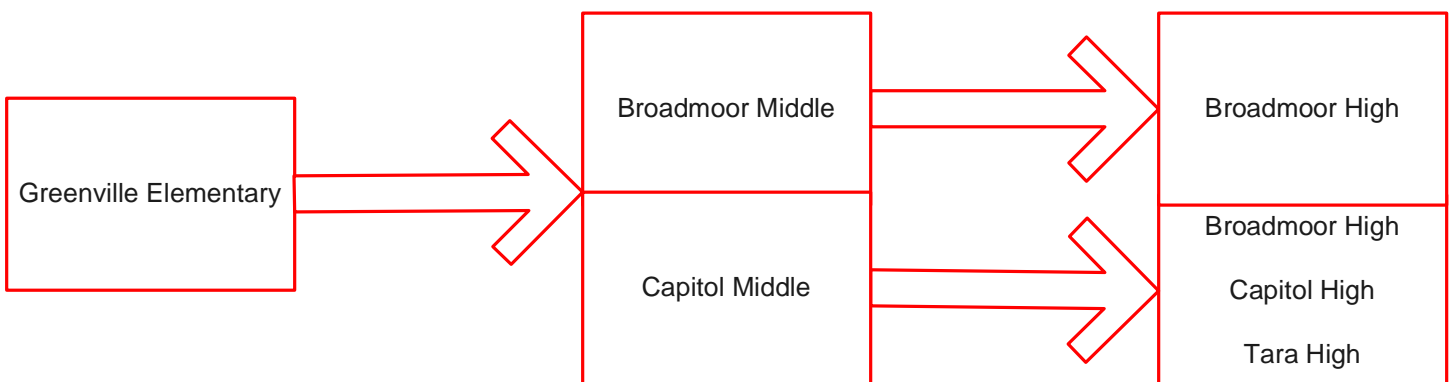 Greenville Elementary
Broadmoor Middle
Capitol Middle
Broadmoor High
Broadmoor High
Capitol High
Tara High